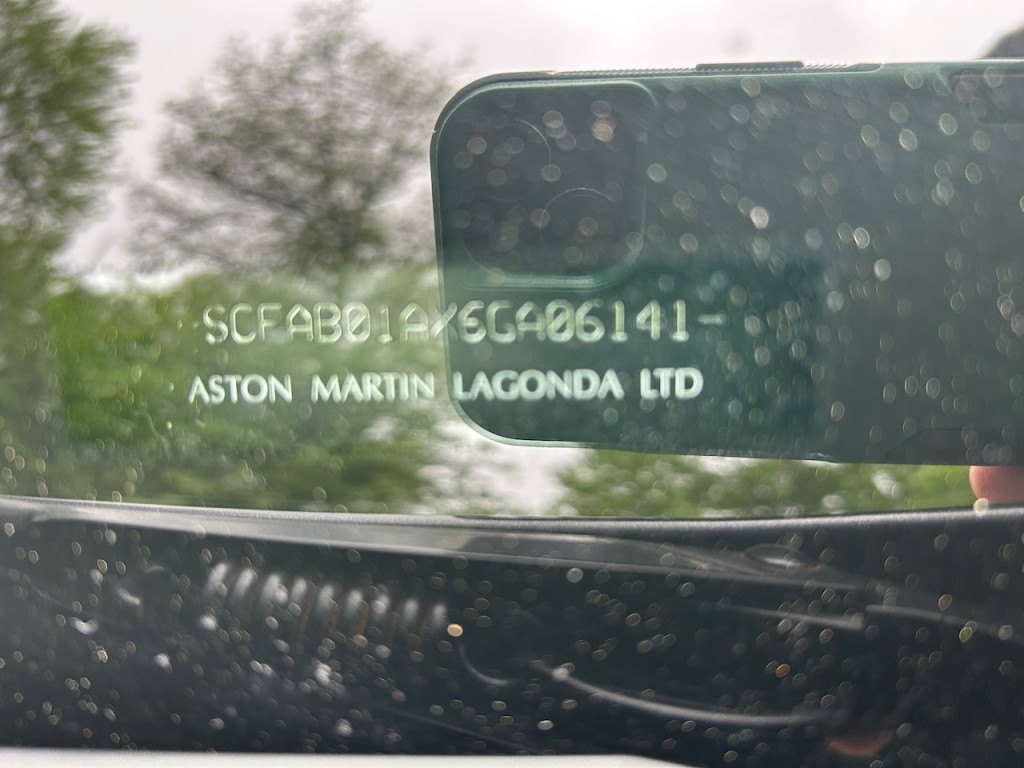 SCFAB01AX6GA06141-
ASTON MARTIN LAGONDA LTD